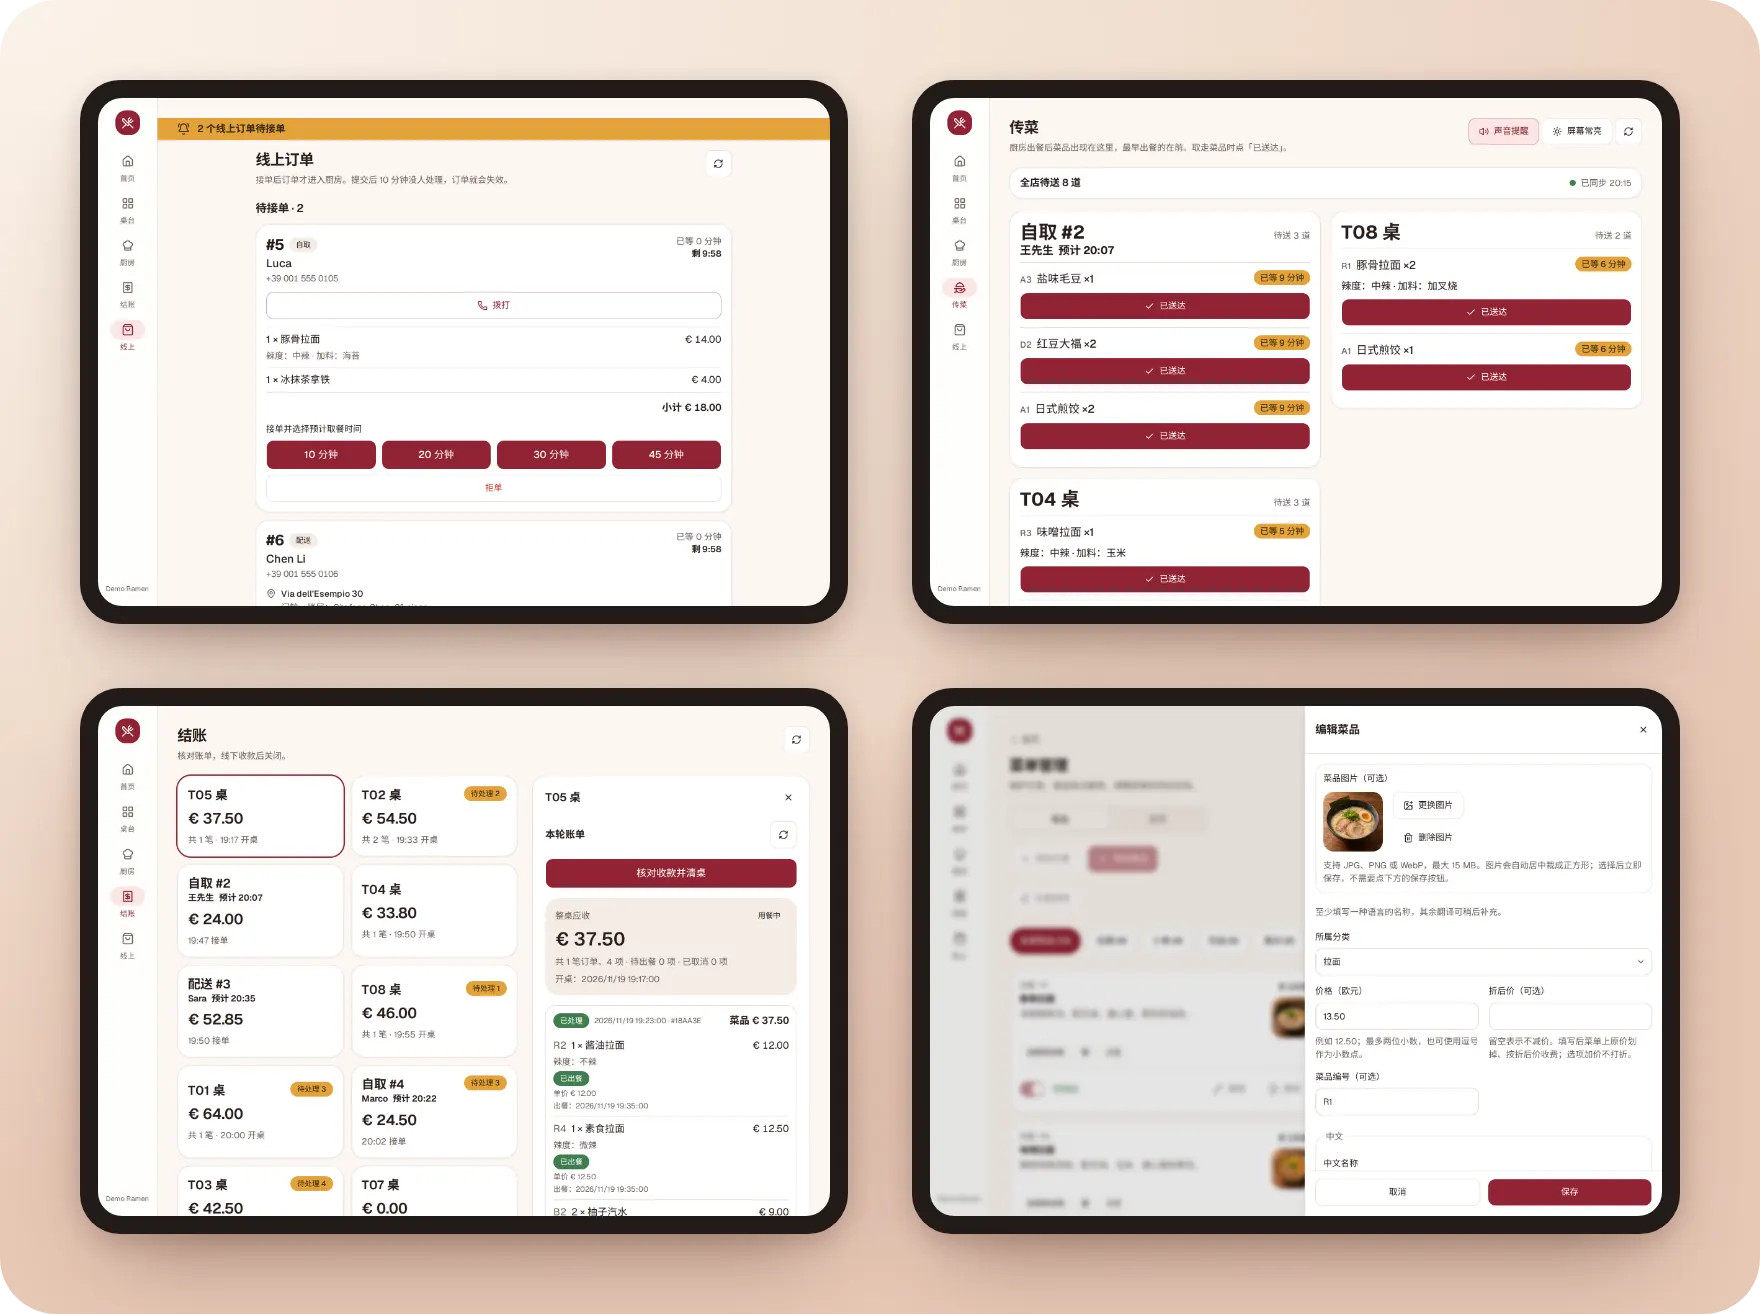 2 个线上订单待接单
首页
桌台
厨房
结账
线上
Demo Ramen
线上订单
接单后订单才进入厨房。提交后 10 分钟没人处理，订单就会失效。
待接单 · 2
#5 自取
已等 0 分钟
剩 9:58
Luca
+39 001 555 0105
拨打
1 × 豚骨拉面 € 14.00
辣度：中辣 · 加料：海苔
1 × 冰抹茶拿铁 € 4.00
小计 € 18.00
接单并选择预计取餐时间
10 分钟 20 分钟 30 分钟 45 分钟
拒单
#6 配送
已等 0 分钟
剩 9:58
Chen Li
+39 001 555 0106
Via dell'Esempio 30
首页
桌台
厨房
传菜
线上
Demo Ramen
传菜
厨房出餐后菜品出现在这里，最早出餐的在前。取走菜品时点「已送达」。
声音提醒 屏幕常亮
全店待送 8 道
已同步 20:15
自取 #2 待送 3 道
王先生 预计 20:07
A3 盐味毛豆 ×1 已等 9 分钟
已送达
D2 红豆大福 ×2 已等 9 分钟
已送达
A1 日式煎饺 ×2 已等 9 分钟
已送达
T08 桌 待送 2 道
R1 豚骨拉面 ×2 已等 6 分钟
辣度：中辣 · 加料：加叉烧
已送达
A1 日式煎饺 ×1 已等 6 分钟
已送达
T04 桌 待送 3 道
R3 味噌拉面 ×1 已等 5 分钟
辣度：中辣 · 加料：玉米
已送达
首页
桌台
厨房
结账
线上
Demo Ramen
结账
核对账单，线下收款后关闭。
T05 桌
€ 37.50
共 1 笔 · 19:17 开桌
T02 桌 待处理 2
€ 54.50
共 2 笔 · 19:33 开桌
自取 #2
王先生 预计 20:07
€ 24.00
19:47 接单
T04 桌
€ 33.80
共 1 笔 · 19:50 开桌
配送 #3
Sara 预计 20:35
€ 52.85
19:50 接单
T08 桌 待处理 1
€ 46.00
共 1 笔 · 19:55 开桌
T01 桌 待处理 3
€ 64.00
共 1 笔 · 20:00 开桌
自取 #4 待处理 3
Marco 预计 20:22
€ 24.50
20:02 接单
T03 桌 待处理 4
€ 42.50
T07 桌
€ 0.00
T05 桌
本轮账单
核对收款并清桌
整桌应收 用餐中
€ 37.50
共 1 笔订单、4 项 · 待出餐 0 项 · 已取消 0 项
开桌：2026/11/19 19:17:00
已处理 2026/11/19 19:23:00 · #18AA3E 菜品 € 37.50
R2 1 × 酱油拉面 € 12.00
辣度：不辣
已出餐
单价 € 12.00
出餐：2026/11/19 19:35:00
R4 1 × 素食拉面 € 12.50
辣度：微辣
已出餐
单价 € 12.50
出餐：2026/11/19 19:35:00
B2 2 × 柚子汽水 € 9.00
菜单管理
编辑菜品
菜品图片（可选）
更换图片
删除图片
支持 JPG、PNG 或 WebP，最大 15 MB。图片会自动居中裁成正方形；选择后立即
保存，不需要点下方的保存按钮。
至少填写一种语言的名称，其余翻译可稍后补充。
所属分类
拉面
价格（欧元） 折后价（可选）
13.50
例如 12.50；最多两位小数，也可使用逗号
作为小数点。
留空表示不减价。填写后菜单上原价划
掉、按折后价收费；选项加价不打折。
菜品编号（可选）
R1
中文
中文名称
取消 保存